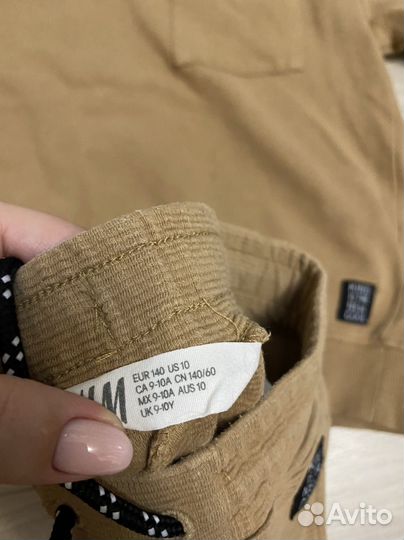 H&M
EUR 140 US 10
CA 9-10A CN 140/60
MX 9-10A AUS 10
UK 9-10Y
Avito